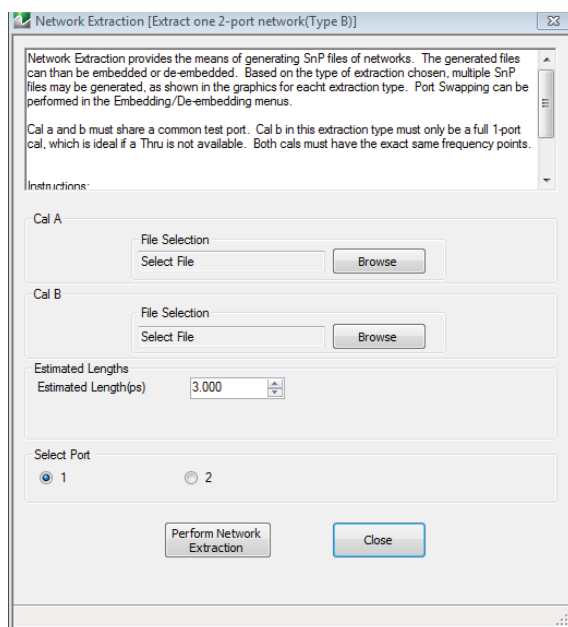 Network Extraction [Extract one 2-port network(Type B)]
Network Extraction provides the means of generating SnP files of networks. The generated files
can than be embedded or de-embedded. Based on the type of extraction chosen, multiple SnP
files may be generated, as shown in the graphics for eacht extraction type. Port Swapping can be
performed in the Embedding/De-embedding menus.
Cal a and b must share a common test port. Cal b in this extraction type must only be a full 1-port
cal, which is ideal if a Thru is not available. Both cals must have the exact same frequency points.
Instructions:
Cal A
File Selection
Select File
Browse
Cal B
File Selection
Select File
Browse
Estimated Lengths
Estimated Length(ps)
3.000
Select Port
1
2
Perform Network
Extraction
Close